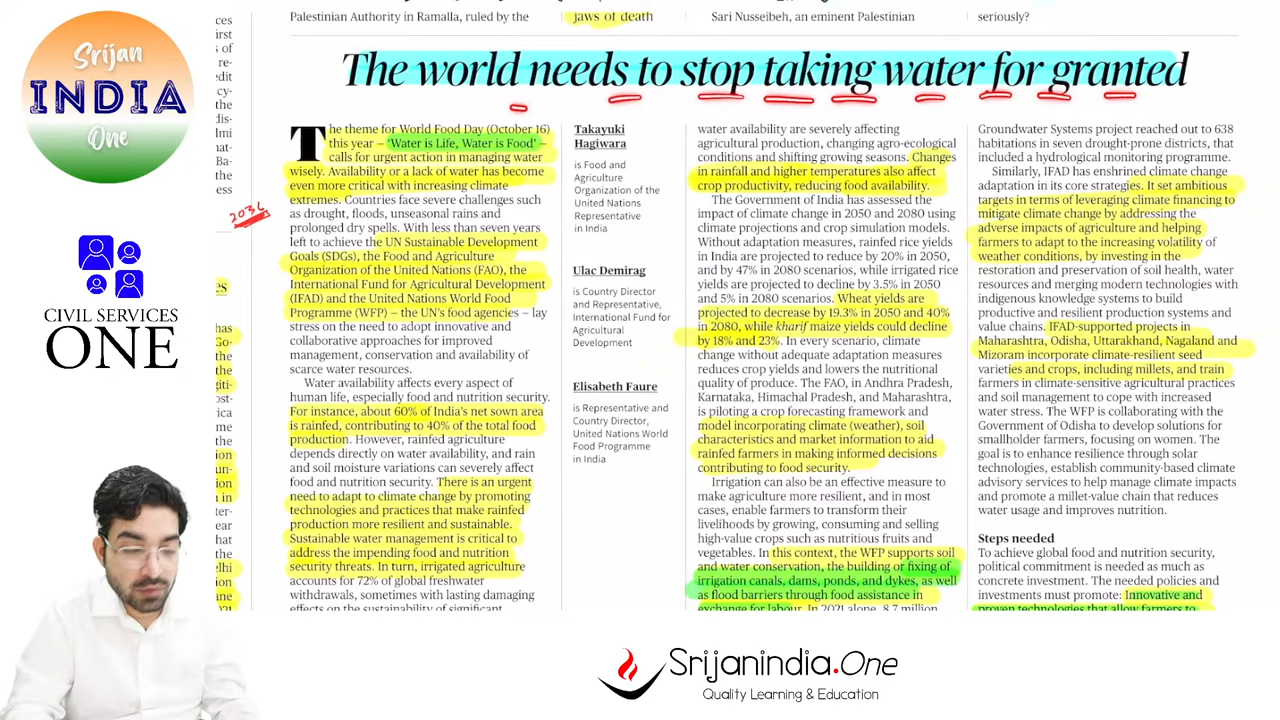 Srijan
INDIA
One
CIVIL SERVICES
ONE
Palestinian Authority in Ramalla, ruled by the
jaws of death
Sari Nusseibeh, an eminent Palestinian
seriously?
The world needs to stop taking water for granted
2036
The theme for World Food Day (October 16)
this year – ‘Water is Life, Water is Food’ –
calls for urgent action in managing water
wisely. Availability or a lack of water has become
even more critical with increasing climate
extremes. Countries face severe challenges such
as drought, floods, unseasonal rains and
prolonged dry spells. With less than seven years
left to achieve the UN Sustainable Development
Goals (SDGs), the Food and Agriculture
Organization of the United Nations (FAO), the
International Fund for Agricultural Development
(IFAD) and the United Nations World Food
Programme (WFP) – the UN's food agencies – lay
stress on the need to adopt innovative and
collaborative approaches for improved
management, conservation and availability of
scarce water resources.
Water availability affects every aspect of
human life, especially food and nutrition security.
For instance, about 60% of India's net sown area
is rainfed, contributing to 40% of the total food
production. However, rainfed agriculture
depends directly on water availability, and rain
and soil moisture variations can severely affect
food and nutrition security. There is an urgent
need to adapt to climate change by promoting
technologies and practices that make rainfed
production more resilient and sustainable.
Sustainable water management is critical to
address the impending food and nutrition
security threats. In turn, irrigated agriculture
accounts for 72% of global freshwater
withdrawals, sometimes with lasting damaging
effects on the sustainability of significant
Takayuki
Hagiwara
is Food and
Agriculture
Organization of the
United Nations
Representative
in India
Ulac Demirag
is Country Director
and Representative,
International Fund for
Agricultural
Development
Elisabeth Faure
is Representative and
Country Director,
United Nations World
Food Programme
in India
water availability are severely affecting
agricultural production, changing agro-ecological
conditions and shifting growing seasons. Changes
in rainfall and higher temperatures also affect
crop productivity, reducing food availability.
The Government of India has assessed the
impact of climate change in 2050 and 2080 using
climate projections and crop simulation models.
Without adaptation measures, rainfed rice yields
in India are projected to reduce by 20% in 2050,
and by 47% in 2080 scenarios, while irrigated rice
yields are projected to decline by 3.5% in 2050
and 5% in 2080 scenarios. Wheat yields are
projected to decrease by 19.3% in 2050 and 40%
in 2080, while kharif maize yields could decline
by 18% and 23%. In every scenario, climate
change without adequate adaptation measures
reduces crop yields and lowers the nutritional
quality of produce. The FAO, in Andhra Pradesh,
Karnataka, Himachal Pradesh, and Maharashtra,
is piloting a crop forecasting framework and
model incorporating climate (weather), soil
characteristics and market information to aid
rainfed farmers in making informed decisions
contributing to food security.
Irrigation can also be an effective measure to
make agriculture more resilient, and in most
cases, enable farmers to transform their
livelihoods by growing, consuming and selling
high-value crops such as nutritious fruits and
vegetables. In this context, the WFP supports soil
and water conservation, the building or fixing of
irrigation canals, dams, ponds, and dykes, as well
as flood barriers through food assistance in
exchange for labour. In 2021 alone, 8.7 million
Groundwater Systems project reached out to 638
habitations in seven drought-prone districts, that
included a hydrological monitoring programme.
Similarly, IFAD has enshrined climate change
adaptation in its core strategies. It set ambitious
targets in terms of leveraging climate financing to
mitigate climate change by addressing the
adverse impacts of agriculture and helping
farmers to adapt to the increasing volatility of
weather conditions, by investing in the
restoration and preservation of soil health, water
resources and merging modern technologies with
indigenous knowledge systems to build
productive and resilient production systems and
value chains. IFAD-supported projects in
Maharashtra, Odisha, Uttarakhand, Nagaland and
Mizoram incorporate climate-resilient seed
varieties and crops, including millets, and train
farmers in climate-sensitive agricultural practices
and soil management to cope with increased
water stress. The WFP is collaborating with the
Government of Odisha to develop solutions for
smallholder farmers, focusing on women. The
goal is to enhance resilience through solar
technologies, establish community-based climate
advisory services to help manage climate impacts
and promote a millet-value chain that reduces
water usage and improves nutrition.
Steps needed
To achieve global food and nutrition security,
political commitment is needed as much as
concrete investment. The needed policies and
investments must promote: Innovative and
proven technologies that allow farmers to
Srijanindia.One
Quality Learning & Education